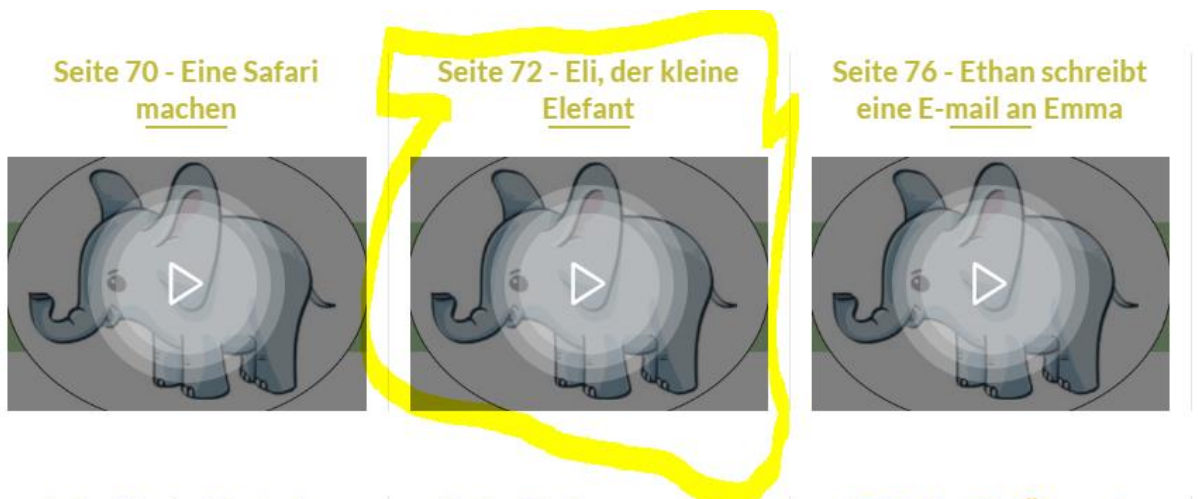 Seite 70 - Eine Safari
machen
Seite 72 - Eli, der kleine
Elefant
Seite 76 - Ethan schreibt
eine E-mail an Emma